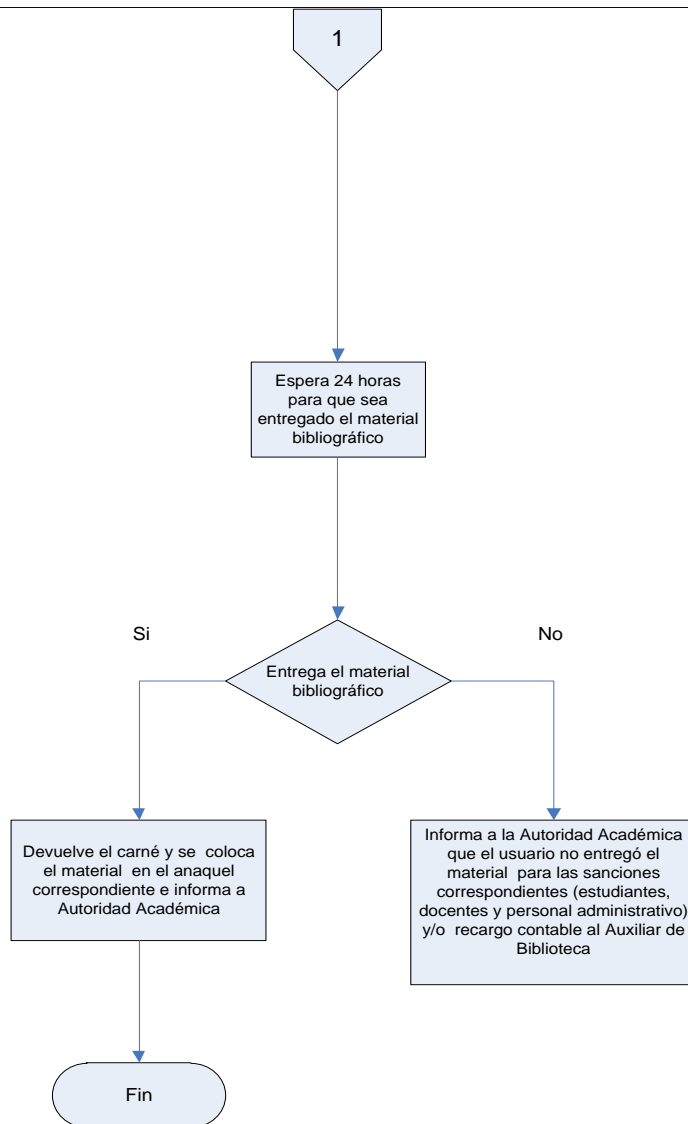 1
Espera 24 horas
para que sea
entregado el material
bibliográfico
Si
No
Entrega el material
bibliográfico
Devuelve el carné y se coloca
el material en el anaquel
correspondiente e informa a
Autoridad Académica
Informa a la Autoridad Académica
que el usuario no entregó el
material para las sanciones
correspondientes (estudiantes,
docentes y personal administrativo)
y/o recargo contable al Auxiliar de
Biblioteca
Fin